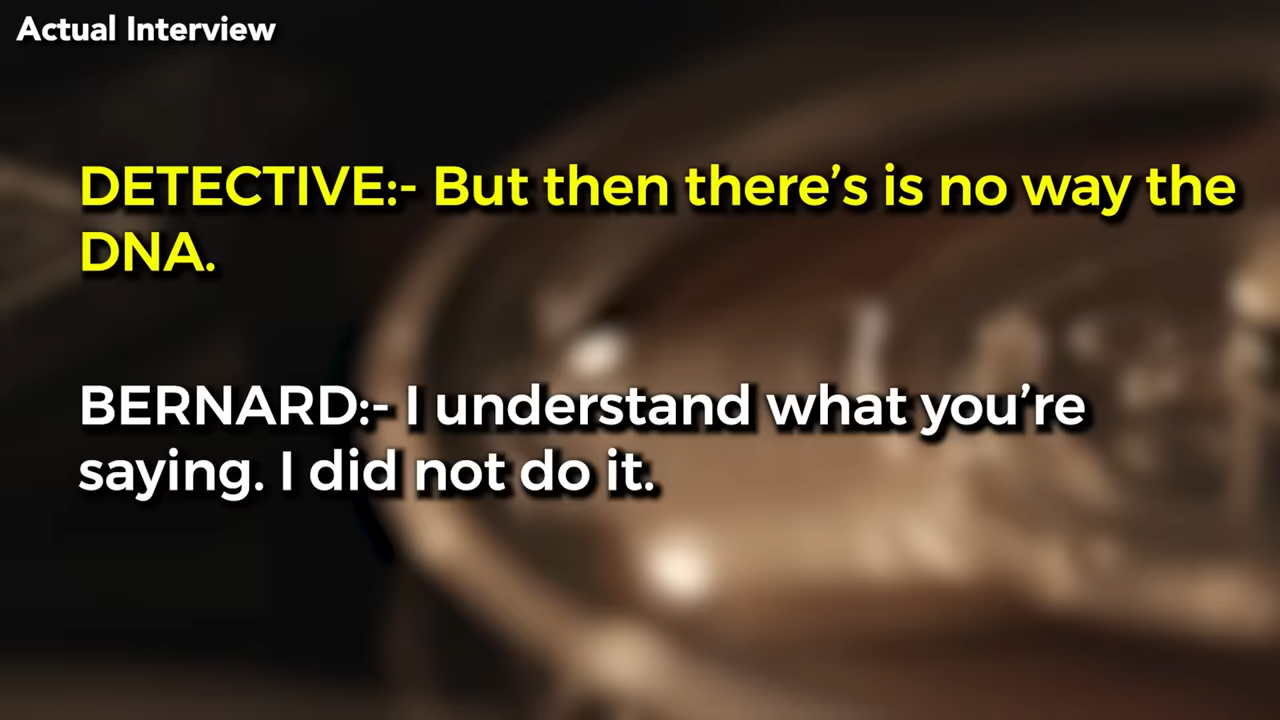 Actual Interview
DETECTIVE:- But then there’s is no way the
DNA.
BERNARD:- I understand what you’re
saying. I did not do it.